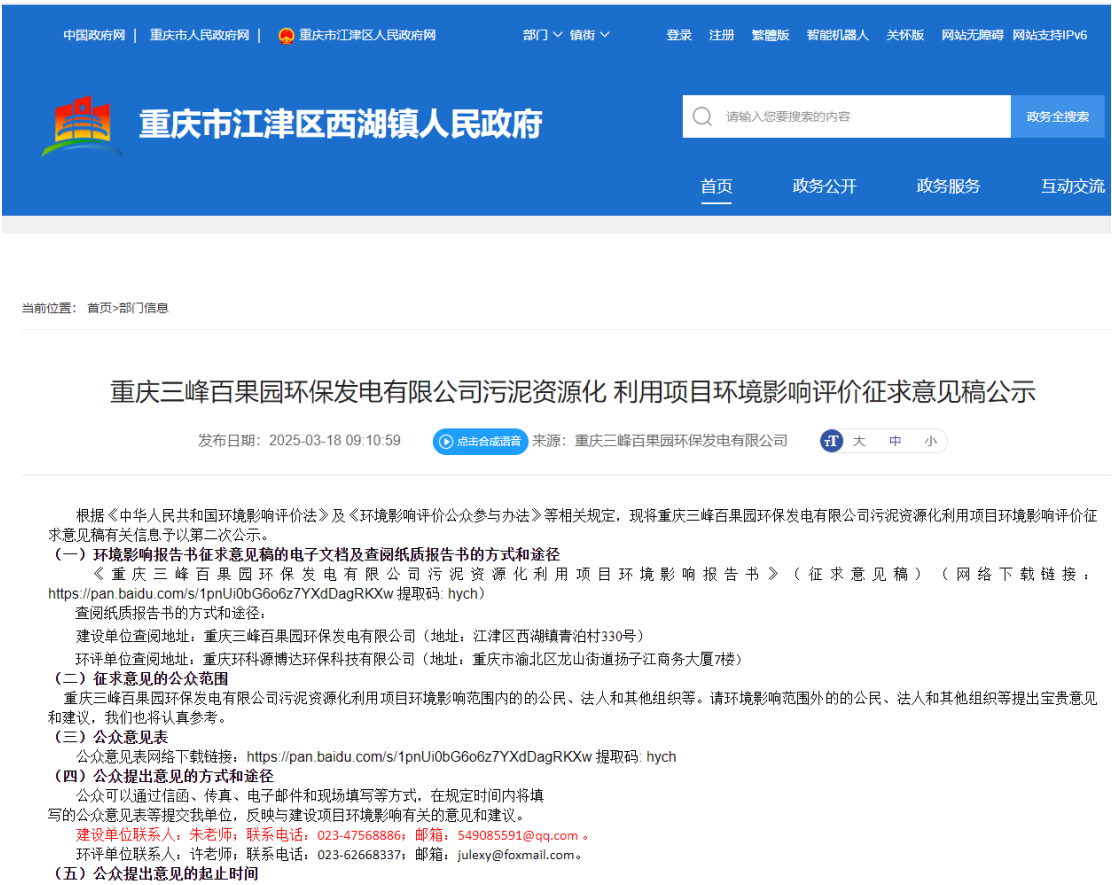 中国政府网 | 重庆市人民政府网 | 重庆市江津区人民政府网 部门 镇街 登录 注册 繁體版 智能机器人 关怀版 网站无障碍 网站支持IPv6
重庆市江津区西湖镇人民政府
请输入您要搜索的内容 政务全搜索
首页 政务公开 政务服务 互动交流
当前位置： 首页>部门信息
重庆三峰百果园环保发电有限公司污泥资源化 利用项目环境影响评价征求意见稿公示
发布日期：2025-03-18 09:10:59 点击合成语音 来源：重庆三峰百果园环保发电有限公司 大 中 小
根据《中华人民共和国环境影响评价法》及《环境影响评价公众参与办法》等相关规定，现将重庆三峰百果园环保发电有限公司污泥资源化利用项目环境影响评价征
求意见稿有关信息予以第二次公示。
（一）环境影响报告书征求意见稿的电子文档及查阅纸质报告书的方式和途径
《重庆三峰百果园环保发电有限公司污泥资源化利用项目环境影响报告书》（征求意见稿）（网络下载链接：
https://pan.baidu.com/s/1pnUi0bG6o6z7YXdDagRKXw 提取码: hych）
查阅纸质报告书的方式和途径：
建设单位查阅地址：重庆三峰百果园环保发电有限公司（地址：江津区西湖镇青泊村330号）
环评单位查阅地址：重庆环科源博达环保科技有限公司（地址：重庆市渝北区龙山街道扬子江商务大厦7楼）
（二）征求意见的公众范围
重庆三峰百果园环保发电有限公司污泥资源化利用项目环境影响范围内的的公民、法人和其他组织等。请环境影响范围外的的公民、法人和其他组织等提出宝贵意见
和建议，我们也将认真参考。
（三）公众意见表
公众意见表网络下载链接：https://pan.baidu.com/s/1pnUi0bG6o6z7YXdDagRKXw 提取码: hych
（四）公众提出意见的方式和途径
公众可以通过信函、传真、电子邮件和现场填写等方式，在规定时间内将填
写的公众意见表等提交我单位，反映与建设项目环境影响有关的意见和建议。
建设单位联系人：朱老师；联系电话：023-47568886；邮箱：549085591@qq.com 。
环评单位联系人：许老师；联系电话：023-62668337；邮箱：julexy@foxmail.com。
（五）公众提出意见的起止时间